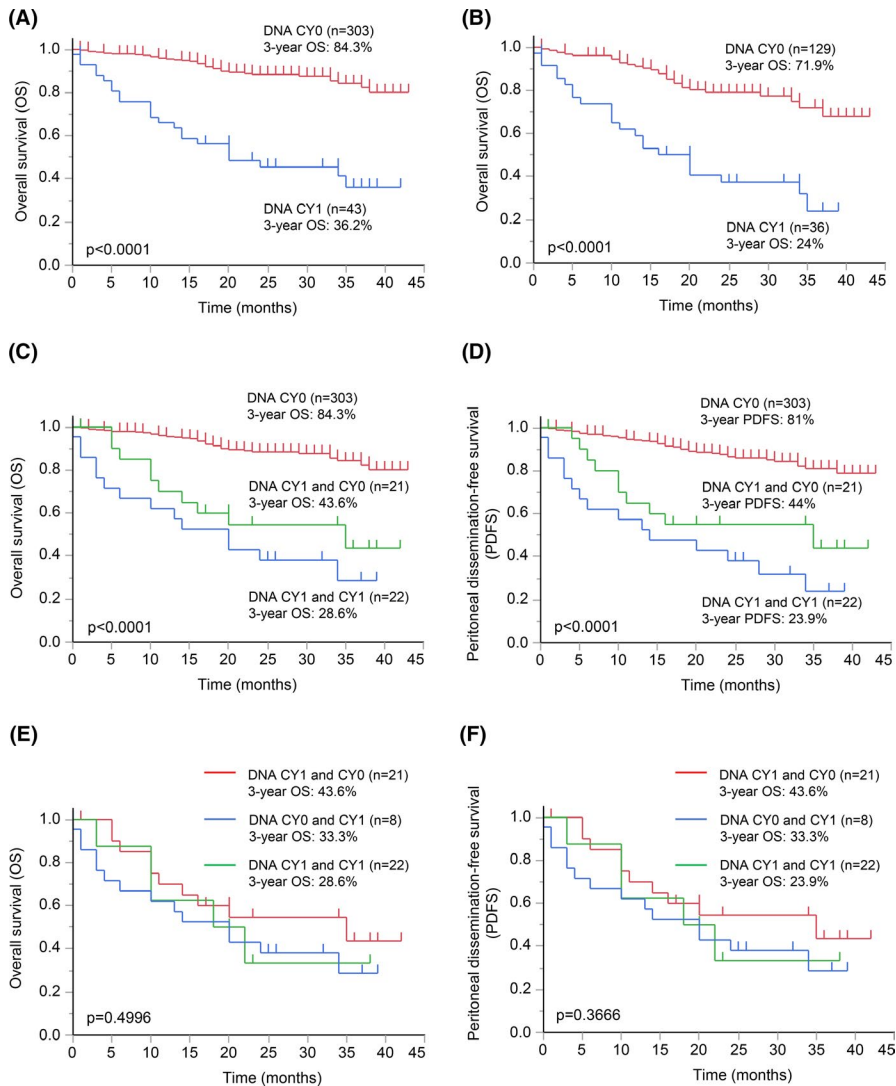 (A)
DNA CY0 (n=303)
3-year OS: 84.3%
1.0
0.8
0.6
0.4
0.2
0.0
Overall survival (OS)
DNA CY1 (n=43)
3-year OS: 36.2%
p<0.0001
0 5 10 15 20 25 30 35 40 45
Time (months)
(B)
DNA CY0 (n=129)
3-year OS: 71.9%
1.0
0.8
0.6
0.4
0.2
0.0
Overall survival (OS)
DNA CY1 (n=36)
3-year OS: 24%
p<0.0001
0 5 10 15 20 25 30 35 40 45
Time (months)
(C)
DNA CY0 (n=303)
3-year OS: 84.3%
1.0
0.8
0.6
0.4
0.2
0.0
Overall survival (OS)
DNA CY1 and CY0 (n=21)
3-year OS: 43.6%
DNA CY1 and CY1 (n=22)
3-year OS: 28.6%
p<0.0001
0 5 10 15 20 25 30 35 40 45
Time (months)
(D)
DNA CY0 (n=303)
3-year PDFS: 81%
1.0
0.8
0.6
0.4
0.2
0.0
Peritoneal dissemination-free survival
(PDFS)
DNA CY1 and CY0 (n=21)
3-year PDFS: 44%
DNA CY1 and CY1 (n=22)
3-year PDFS: 23.9%
p<0.0001
0 5 10 15 20 25 30 35 40 45
Time (months)
(E)
DNA CY1 and CY0 (n=21)
3-year OS: 43.6%
DNA CY0 and CY1 (n=8)
3-year OS: 33.3%
DNA CY1 and CY1 (n=22)
3-year OS: 28.6%
1.0
0.8
0.6
0.4
0.2
0.0
Overall survival (OS)
p=0.4996
0 5 10 15 20 25 30 35 40 45
Time (months)
(F)
DNA CY1 and CY0 (n=21)
3-year OS: 43.6%
DNA CY0 and CY1 (n=8)
3-year OS: 33.3%
DNA CY1 and CY1 (n=22)
3-year OS: 23.9%
1.0
0.8
0.6
0.4
0.2
0.0
Peritoneal dissemination-free survival
(PDFS)
p=0.3666
0 5 10 15 20 25 30 35 40 45
Time (months)